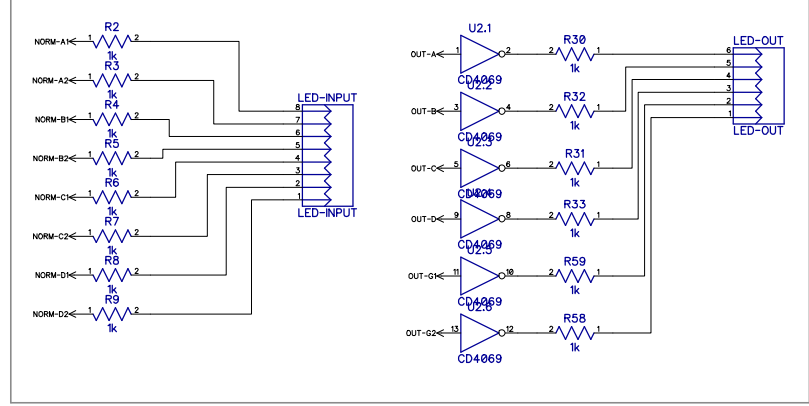 R2
NORM-A1 1 2
1k
R3
NORM-A2 1 2
1k
R4
NORM-B1 1 2
1k
R5
NORM-B2 1 2
1k
R6
NORM-C1 1 2
1k
R7
NORM-C2 1 2
1k
R8
NORM-D1 1 2
1k
R9
NORM-D2 1 2
1k
LED-INPUT
8
7
6
5
4
3
2
1
LED-INPUT
U2.1
OUT-A 1 2
CD4069
R30
2 1
1k
U2.2
OUT-B 3 4
CD4069
R32
2 1
1k
U2.3
OUT-C 5 6
CD4069
R31
2 1
1k
OUT-D 9 8
CD4069
R33
2 1
1k
U2.5
OUT-G1 11 10
CD4069
R59
2 1
1k
U2.6
OUT-G2 13 12
CD4069
R58
2 1
1k
LED-OUT
6
5
4
3
2
1
LED-OUT